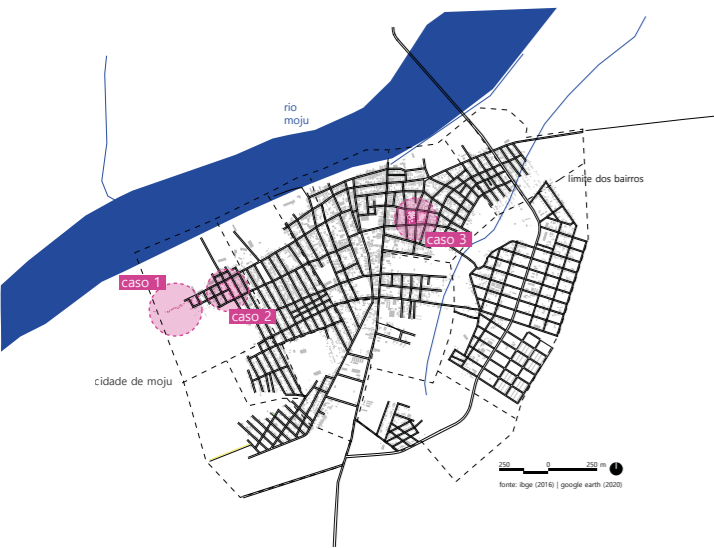 rio
moju
limite dos bairros
caso 3
caso 1
caso 2
cidade de moju
250 0 250 m
fonte: ibge (2016) | google earth (2020)